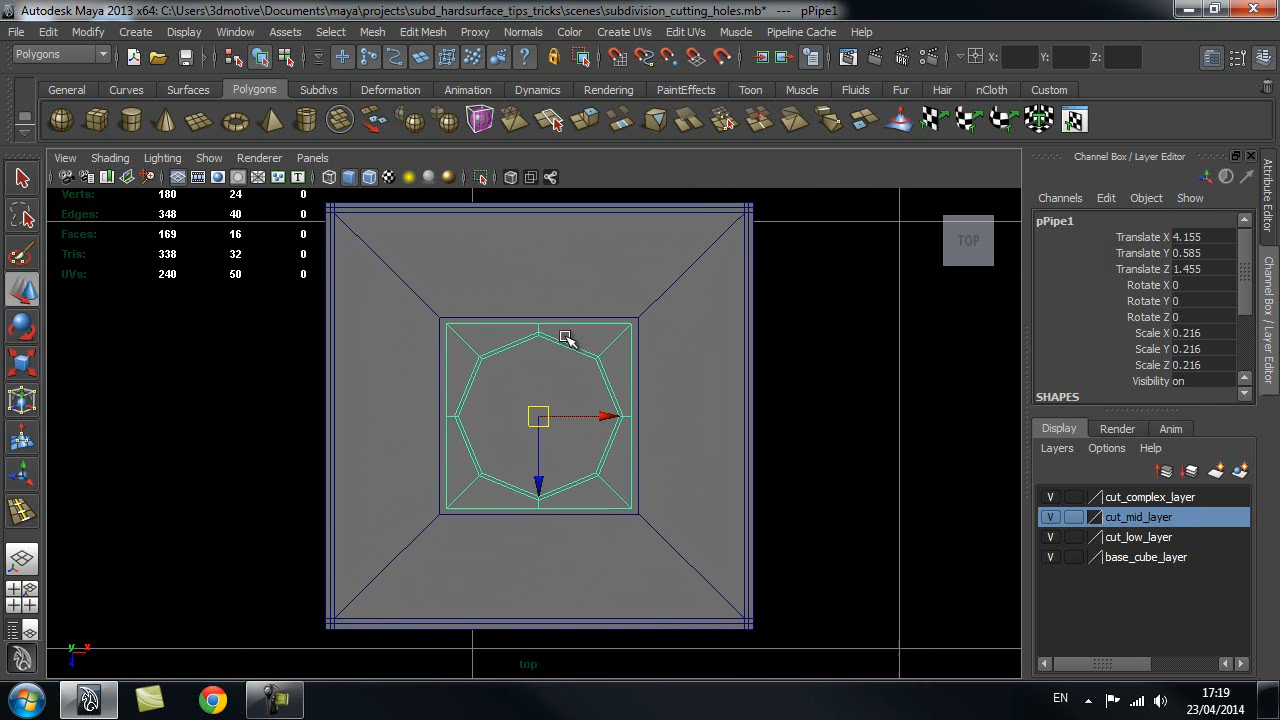 Autodesk Maya 2013 x64: C:\Users\3dmotive\Documents\maya\projects\subd_hardsurface_tips_tricks\scenes\subdivision_cutting_holes.mb* --- pPipe1
File Edit Modify Create Display Window Assets Select Mesh Edit Mesh Proxy Normals Color Create UVs Edit UVs Muscle Pipeline Cache Help
Polygons X: Y: Z:
General Curves Surfaces Polygons Subdivs Deformation Animation Dynamics Rendering PaintEffects Toon Muscle Fluids Fur Hair nCloth Custom
View Shading Lighting Show Renderer Panels
Channel Box / Layer Editor
Verts: 180 24 0
Edges: 348 40 0
Faces: 169 16 0
Tris: 338 32 0
UVs: 240 50 0
TOP
y x
z
top
Channels Edit Object Show
pPipe1
Translate X 4.155
Translate Y 0.585
Translate Z 1.455
Rotate X 0
Rotate Y 0
Rotate Z 0
Scale X 0.216
Scale Y 0.216
Scale Z 0.216
Visibility on
SHAPES
Display Render Anim
Layers Options Help
V cut_complex_layer
V cut_mid_layer
V cut_low_layer
V base_cube_layer
Attribute Editor
Channel Box / Layer Editor
EN
17:19
23/04/2014